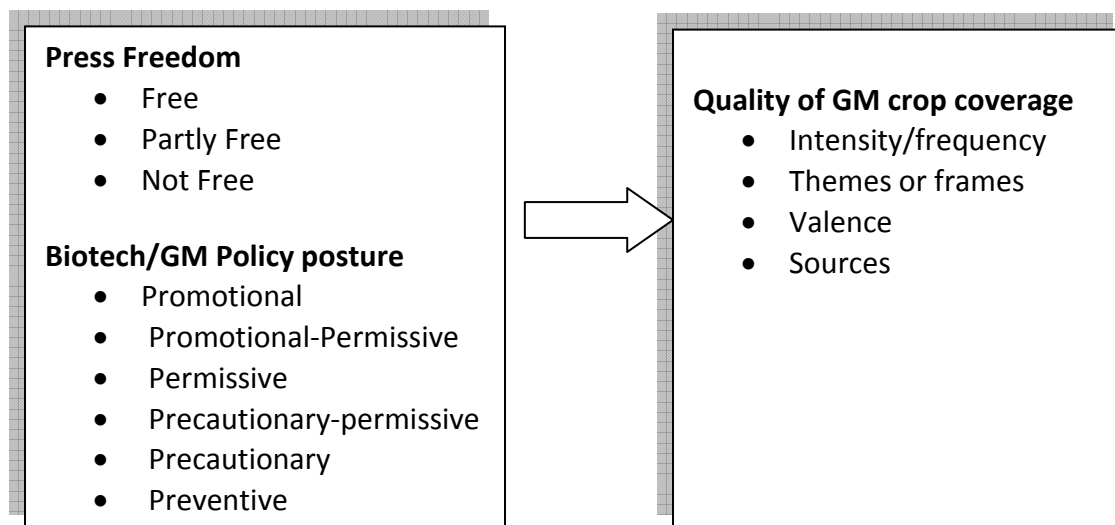 Press Freedom
• Free
• Partly Free
• Not Free
Biotech/GM Policy posture
• Promotional
• Promotional-Permissive
• Permissive
• Precautionary-permissive
• Precautionary
• Preventive
Quality of GM crop coverage
• Intensity/frequency
• Themes or frames
• Valence
• Sources